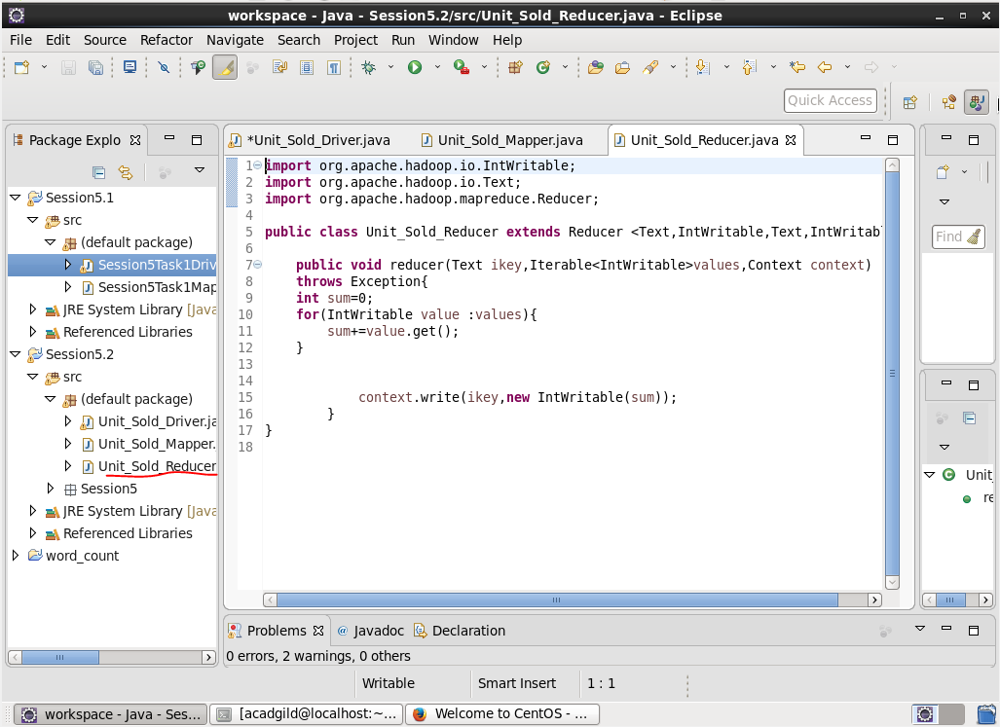 workspace - Java - Session5.2/src/Unit_Sold_Reducer.java - Eclipse
File Edit Source Refactor Navigate Search Project Run Window Help
Quick Access
Package Explo
Session5.1
src
(default package)
Session5Task1Driv
Session5Task1Map
JRE System Library [Java
Referenced Libraries
Session5.2
src
(default package)
Unit_Sold_Driver.ja
Unit_Sold_Mapper.
Unit_Sold_Reducer
Session5
JRE System Library [Java
Referenced Libraries
word_count
*Unit_Sold_Driver.java Unit_Sold_Mapper.java Unit_Sold_Reducer.java
1 import org.apache.hadoop.io.IntWritable;
2 import org.apache.hadoop.io.Text;
3 import org.apache.hadoop.mapreduce.Reducer;
4
5 public class Unit_Sold_Reducer extends Reducer <Text,IntWritable,Text,IntWritab
6
7 public void reducer(Text ikey,Iterable<IntWritable>values,Context context)
8 throws Exception{
9 int sum=0;
10 for(IntWritable value :values){
11 sum+=value.get();
12 }
13
14
15 context.write(ikey,new IntWritable(sum));
16 }
17 }
18
Find
Unit_
re
Problems @ Javadoc Declaration
0 errors, 2 warnings, 0 others
Writable Smart Insert 1 : 1
workspace - Java - Ses... [acadgild@localhost:~... Welcome to CentOS - ...